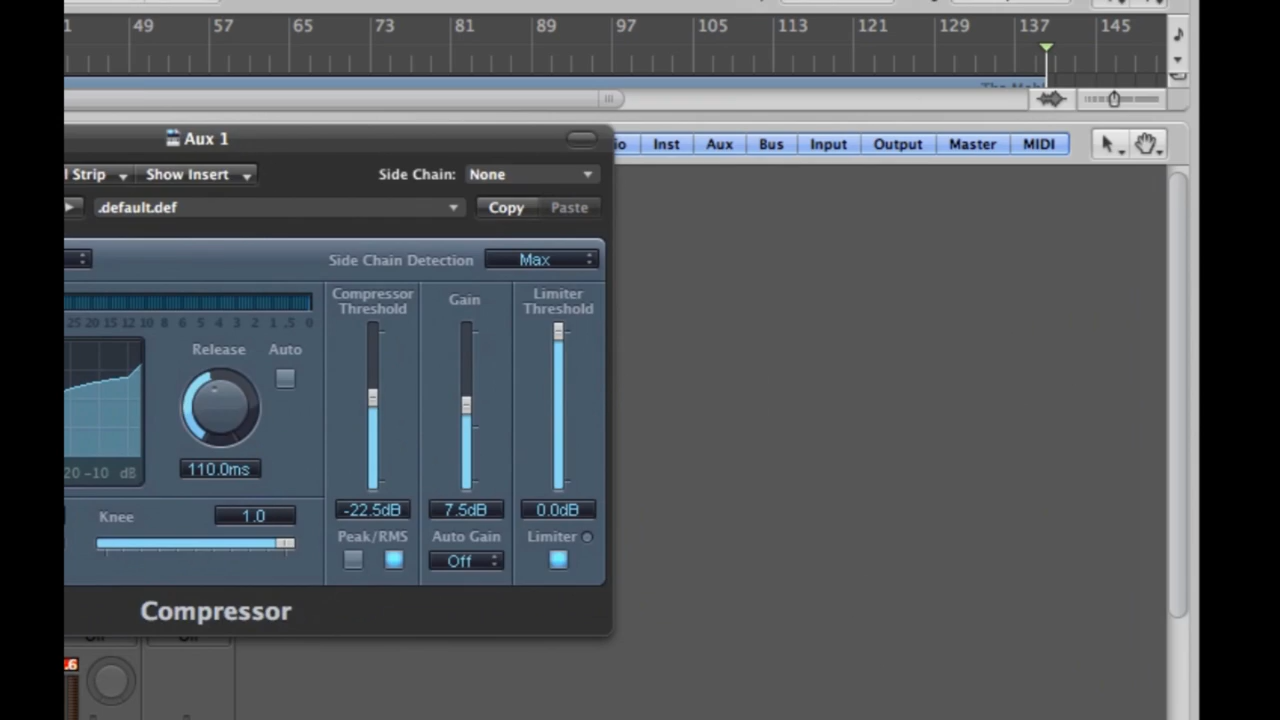 49 57 65 73 81 89 97 105 113 121 129 137 145
Aux 1
Inst Aux Bus Input Output Master MIDI
l Strip Show Insert Side Chain: None
.default.def Copy Paste
Side Chain Detection Max
Compressor Threshold Gain Limiter Threshold
25 20 15 12 10 8 6 5 4 3 2 1 .5 0
Release Auto
20 -10 dB
110.0ms
-22.5dB 7.5dB 0.0dB
Knee 1.0
Peak/RMS Auto Gain Limiter
Off
Compressor
.6